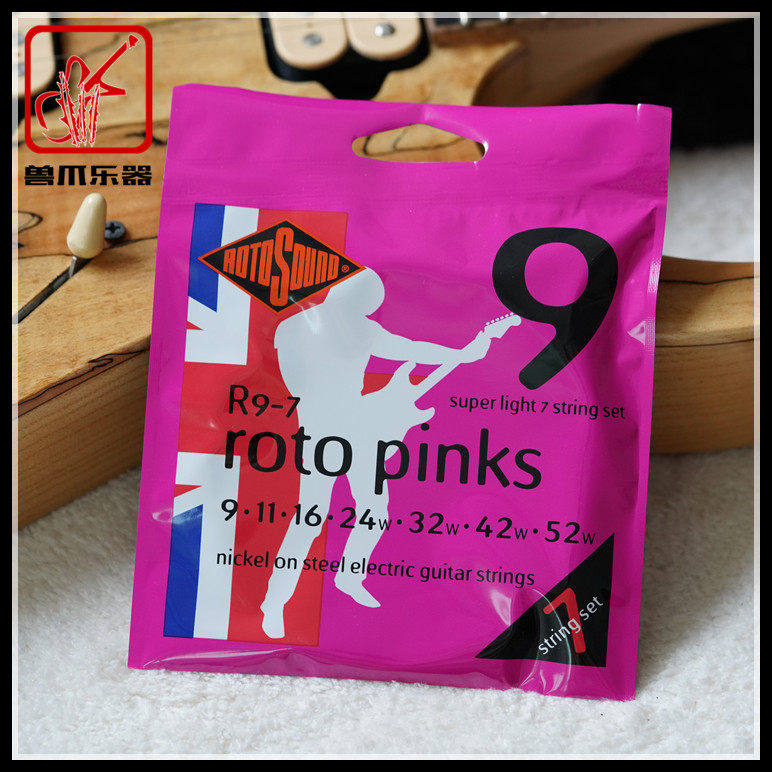 兽爪乐器
ROTOSOUND®
9
super light 7 string set
R9-7
roto pinks
9·11·16·24w·32w·42w·52w
nickel on steel electric guitar strings
7
string set